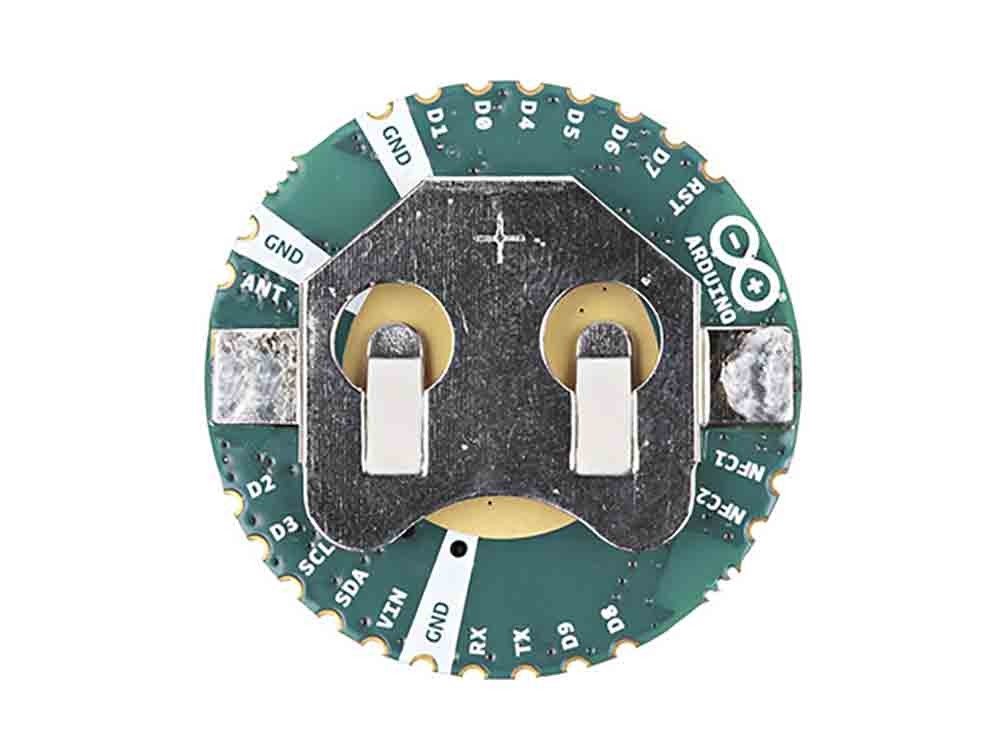 GND
D1
D0
D4
D5
D6
D7
RST
ARDUINO
NFC1
NFC2
D8
D9
TX
RX
GND
VIN
SDA
SCL
D3
D2
ANT
GND